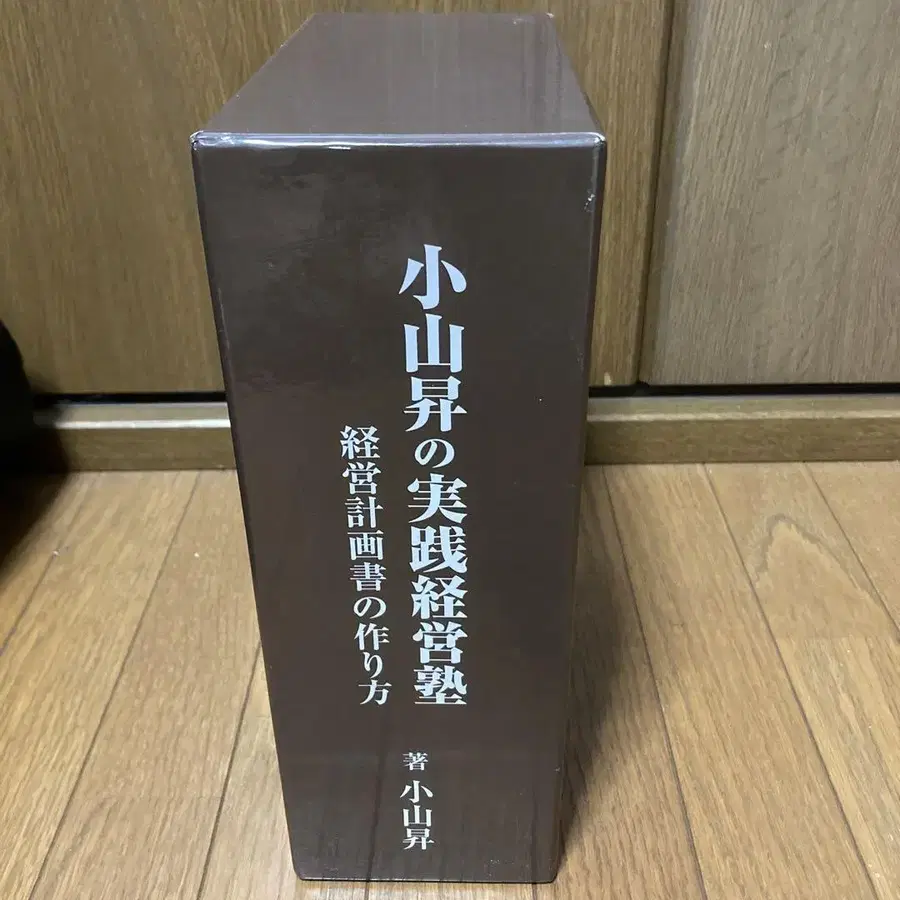 小山昇の実践経営塾
経営計画書の作り方
著 小山昇